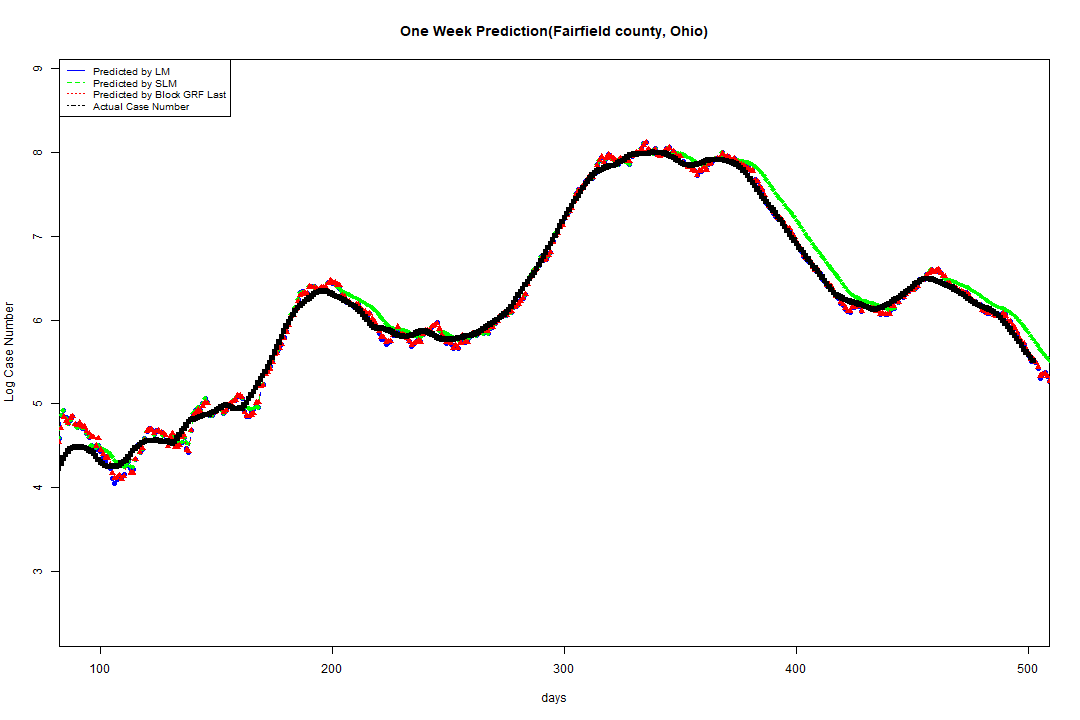 One Week Prediction(Fairfield county, Ohio)
Predicted by LM
Predicted by SLM
Predicted by Block GRF Last
Actual Case Number
9
8
7
6
5
4
3
Log Case Number
100 200 300 400 500
days